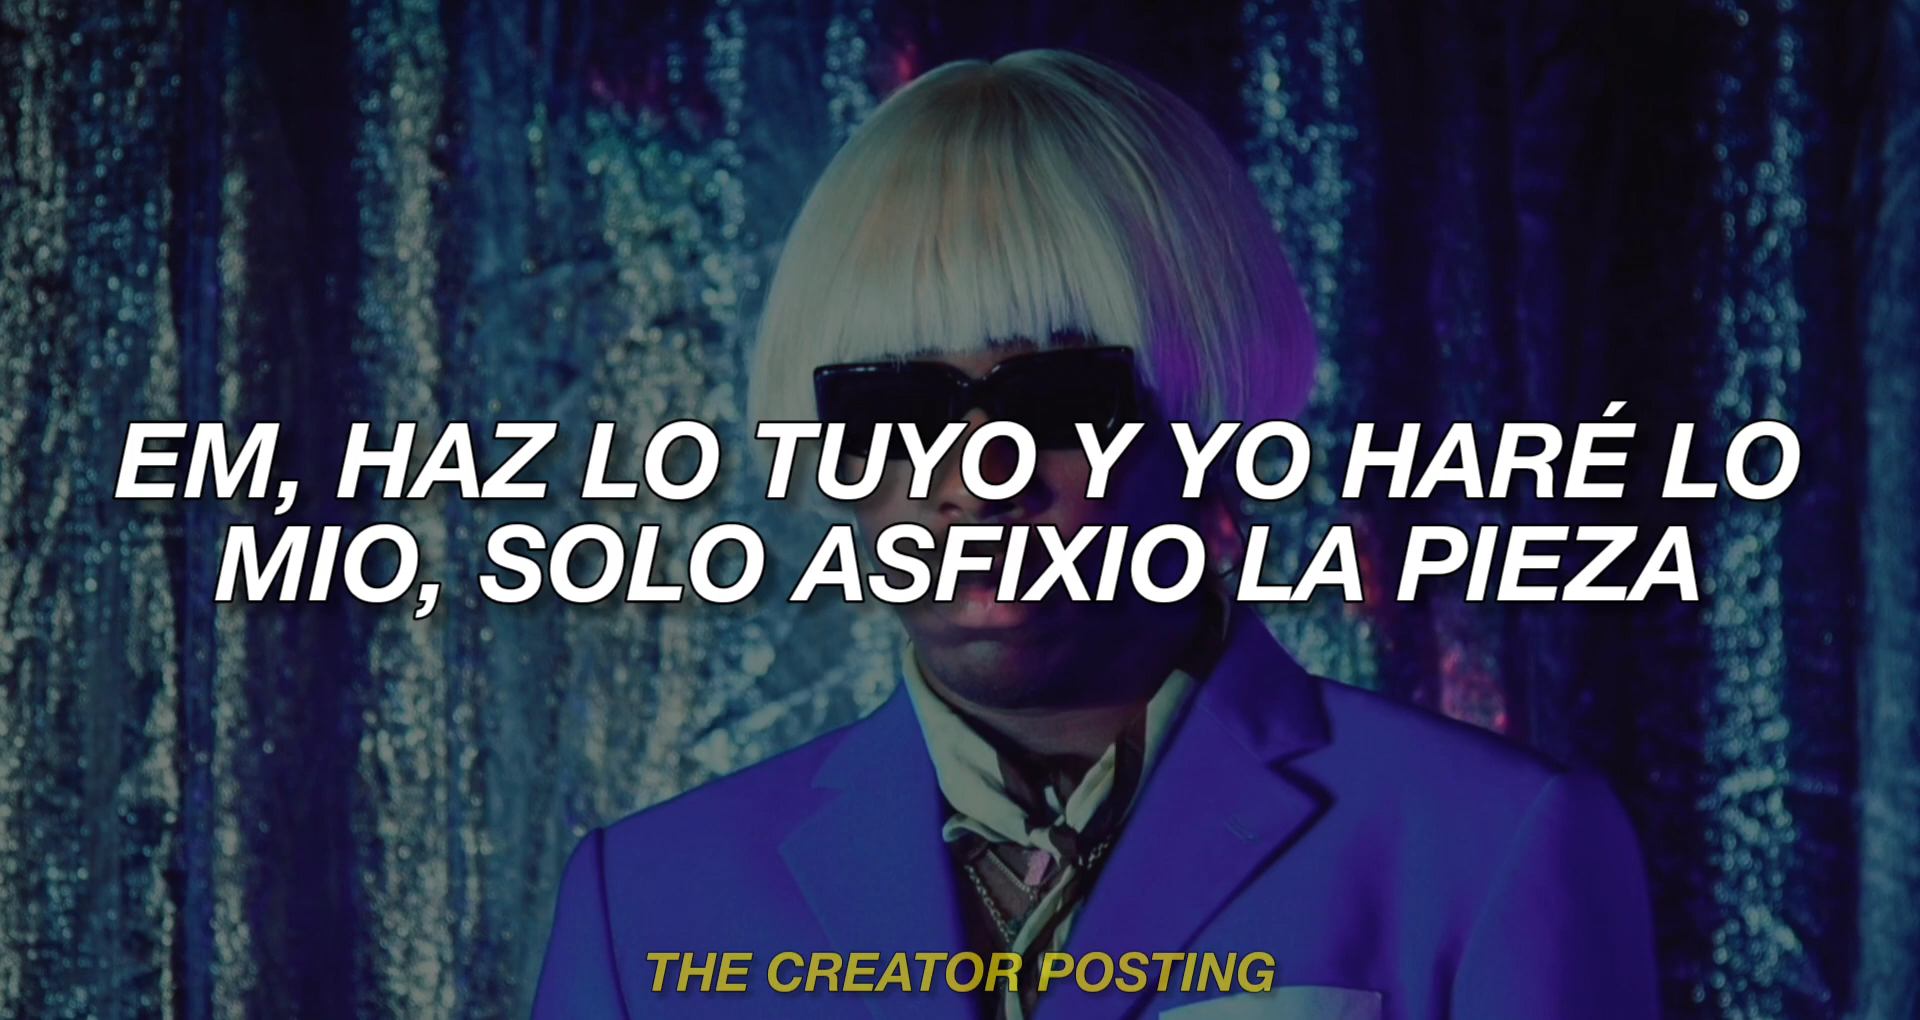 EM, HAZ LO TUYO Y YO HARÉ LO
MIO, SOLO ASFIXIO LA PIEZA
THE CREATOR POSTING